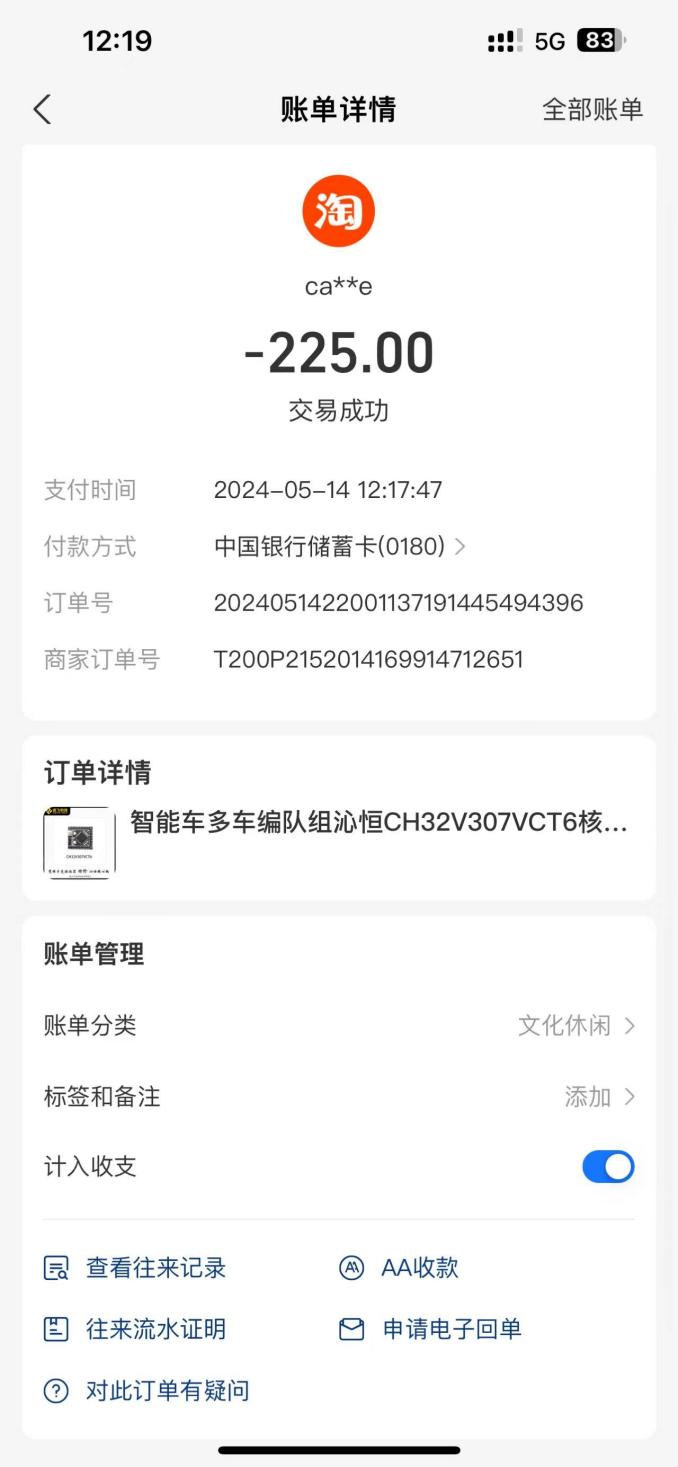 12:19
5G 83
账单详情
全部账单
淘
ca**e
-225.00
交易成功
支付时间 2024-05-14 12:17:47
付款方式 中国银行储蓄卡(0180)
订单号 2024051422001137191445494396
商家订单号 T200P2152014169914712651
订单详情
智能车多车编队组沁恒CH32V307VCT6核...
CH32V307VCT6
账单管理
账单分类 文化休闲
标签和备注 添加
计入收支
查看往来记录 AA收款
往来流水证明 申请电子回单
对此订单有疑问